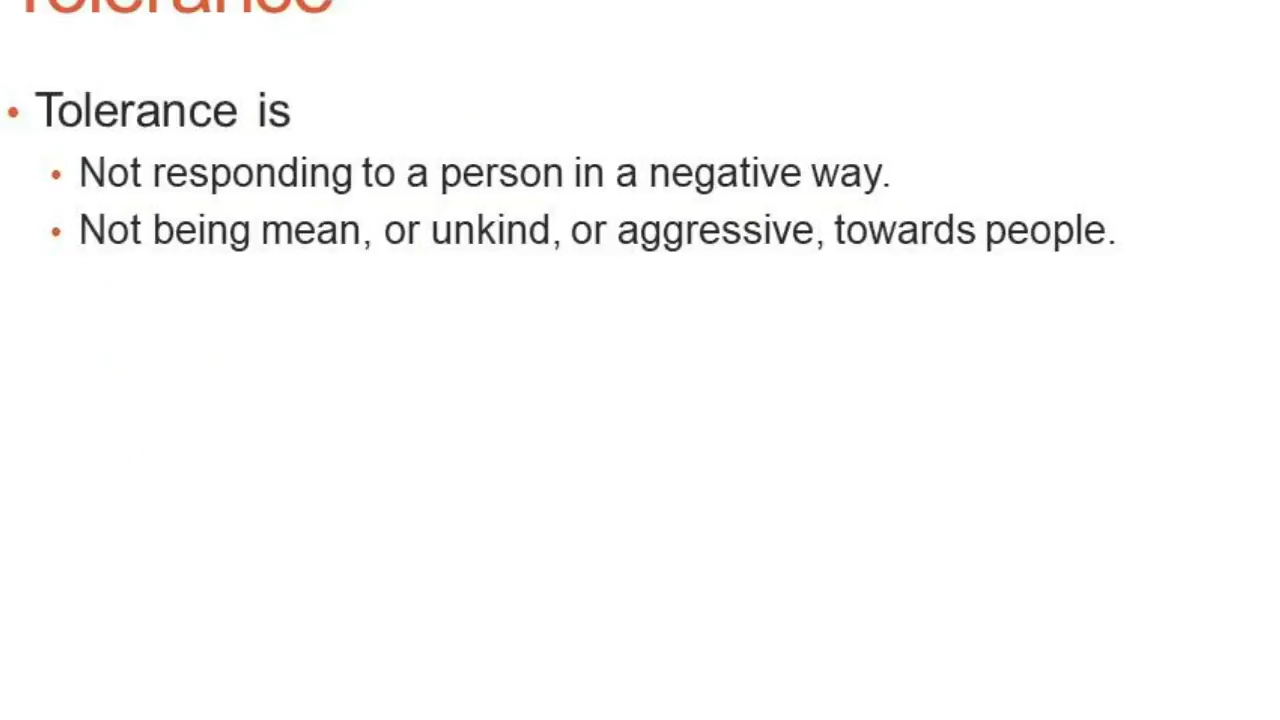 Tolerance
• Tolerance is
• Not responding to a person in a negative way.
• Not being mean, or unkind, or aggressive, towards people.